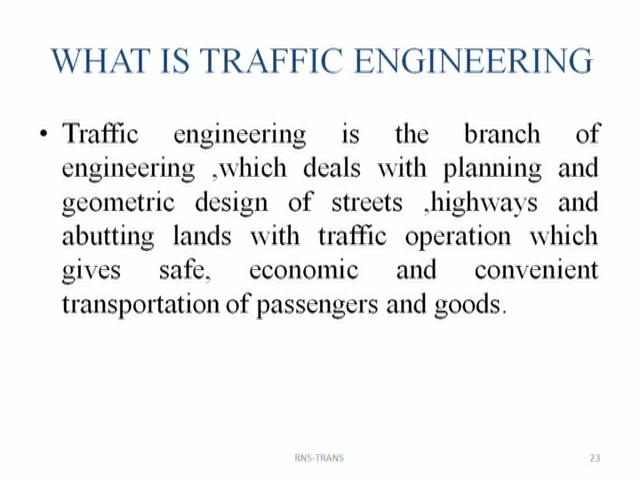 WHAT IS TRAFFIC ENGINEERING
• Traffic engineering is the branch of
engineering ,which deals with planning and
geometric design of streets ,highways and
abutting lands with traffic operation which
gives safe, economic and convenient
transportation of passengers and goods.
RNS-TRANS
23